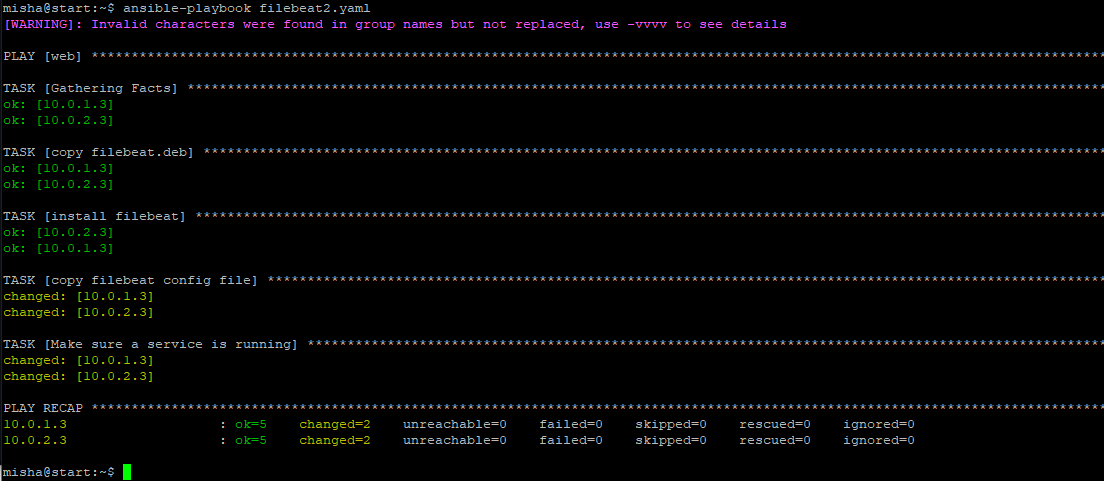 misha@start:~$ ansible-playbook filebeat2.yaml
[WARNING]: Invalid characters were found in group names but not replaced, use -vvvv to see details
PLAY [web] *******************************************************************************************************************************
TASK [Gathering Facts] *******************************************************************************************************************
ok: [10.0.1.3]
ok: [10.0.2.3]
TASK [copy filebeat.deb] *****************************************************************************************************************
ok: [10.0.1.3]
ok: [10.0.2.3]
TASK [install filebeat] ******************************************************************************************************************
ok: [10.0.2.3]
ok: [10.0.1.3]
TASK [copy filebeat config file] *********************************************************************************************************
changed: [10.0.1.3]
changed: [10.0.2.3]
TASK [Make sure a service is running] ****************************************************************************************************
changed: [10.0.1.3]
changed: [10.0.2.3]
PLAY RECAP *******************************************************************************************************************************
10.0.1.3 : ok=5 changed=2 unreachable=0 failed=0 skipped=0 rescued=0 ignored=0
10.0.2.3 : ok=5 changed=2 unreachable=0 failed=0 skipped=0 rescued=0 ignored=0
misha@start:~$